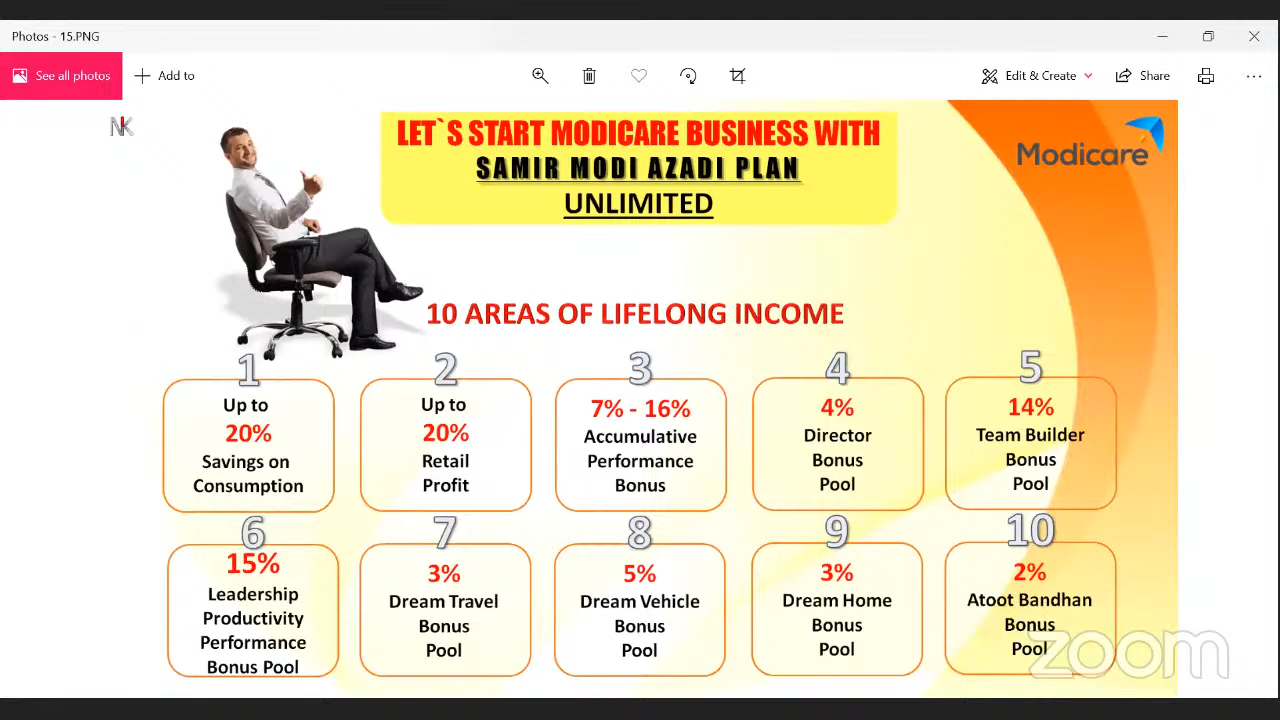 Photos - 15.PNG
See all photos
Add to
Edit & Create
Share
NK
LET`S START MODICARE BUSINESS WITH
SAMIR MODI AZADI PLAN
UNLIMITED
Modicare
10 AREAS OF LIFELONG INCOME
1
Up to
20%
Savings on
Consumption
2
Up to
20%
Retail
Profit
3
7% - 16%
Accumulative
Performance
Bonus
4
4%
Director
Bonus
Pool
5
14%
Team Builder
Bonus
Pool
6
15%
Leadership
Productivity
Performance
Bonus Pool
7
3%
Dream Travel
Bonus
Pool
8
5%
Dream Vehicle
Bonus
Pool
9
3%
Dream Home
Bonus
Pool
10
2%
Atoot Bandhan
Bonus
Pool
zoom